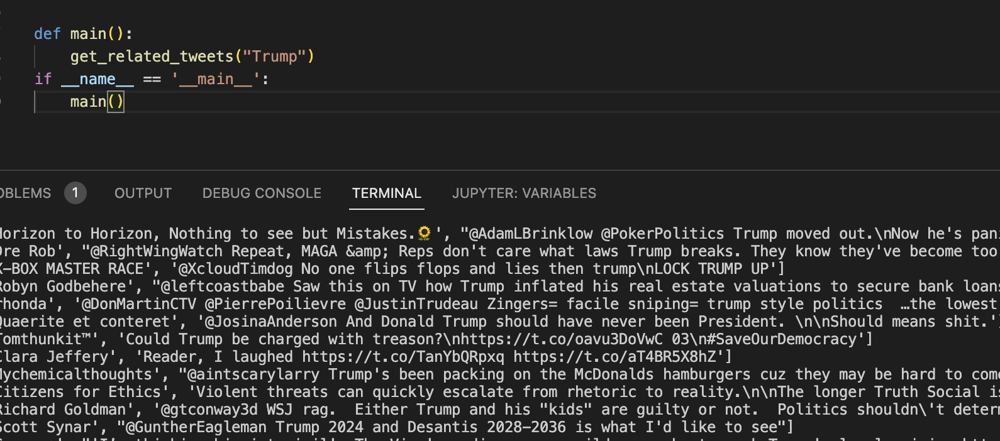 def main():
get_related_tweets("Trump")
if __name__ == '__main__':
main()
OBLEMS 1 OUTPUT DEBUG CONSOLE TERMINAL JUPYTER: VARIABLES
Horizon to Horizon, Nothing to see but Mistakes.🌻', "@AdamLBrinklow @PokerPolitics Trump moved out.\nNow he's pani
Dre Rob', "@RightWingWatch Repeat, MAGA &amp; Reps don't care what laws Trump breaks. They know they've become too
X-BOX MASTER RACE', '@XcloudTimdog No one flips flops and lies then trump\nLOCK TRUMP UP']
Robyn Godbehere', "@leftcoastbabe Saw this on TV how Trump inflated his real estate valuations to secure bank loans
rhonda', '@DonMartinCTV @PierrePoilievre @JustinTrudeau Zingers= facile sniping= trump style politics  …the lowest
Quaerite et conteret', '@JosinaAnderson And Donald Trump should have never been President. \n\nShould means shit.'
Tomthunkit™', 'Could Trump be charged with treason?\nhttps://t.co/oavu3DoVwC 03\n#SaveOurDemocracy']
Clara Jeffery', 'Reader, I laughed https://t.co/TanYbQRpxq https://t.co/aT4BR5X8hZ']
Mychemicalthoughts', "@aintscarylarry Trump's been packing on the McDonalds hamburgers cuz they may be hard to come
Citizens for Ethics', 'Violent threats can quickly escalate from rhetoric to reality.\n\nThe longer Truth Social is
Richard Goldman', '@gtconway3d WSJ rag.  Either Trump and his "kids" are guilty or not.  Politics shouldn\'t determ
Scott Synar', "@GuntherEagleman Trump 2024 and Desantis 2028-2036 is what I'd like to see"]